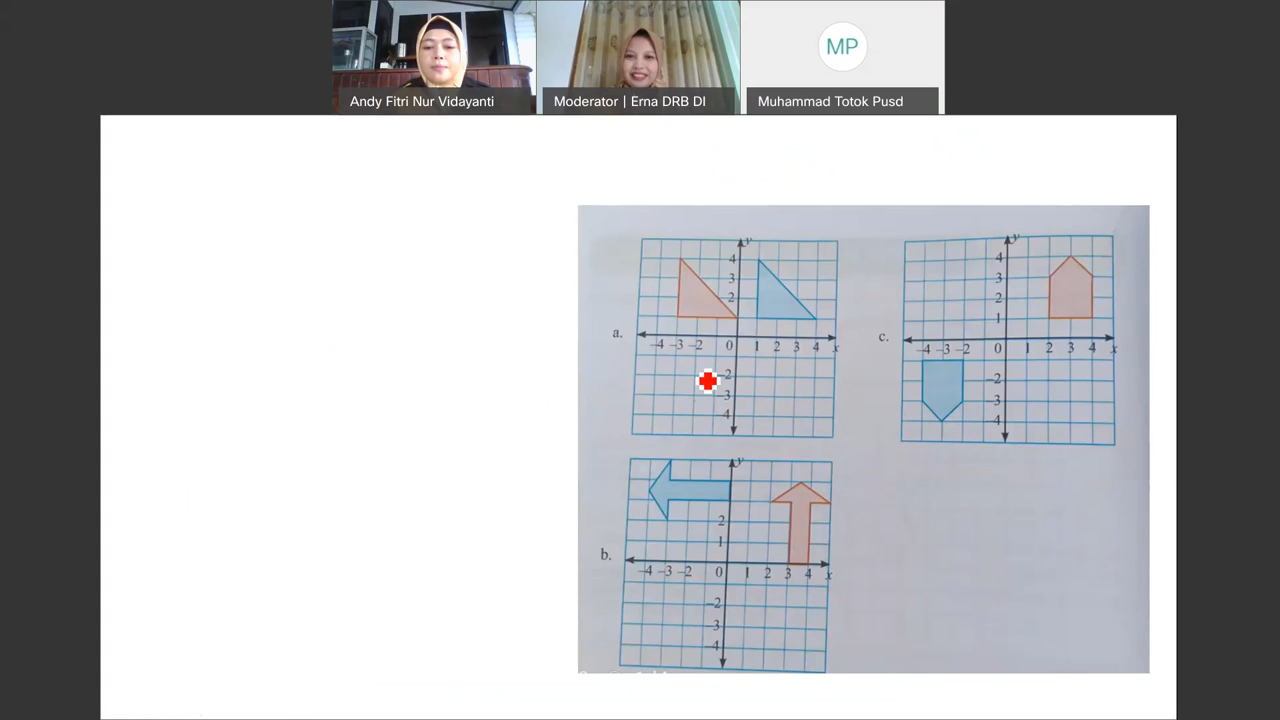 MP
Andy Fitri Nur Vidayanti
Moderator | Erna DRB DI
Muhammad Totok Pusd
a.
y
4
3
2
-4 -3 -2 0 1 2 3 4 x
-2
-3
-4
c.
y
4
3
2
1
-4 -3 -2 0 1 2 3 4 x
-2
-3
-4
b.
y
2
1
-4 -3 -2 0 1 2 3 4 x
-2
-3
-4